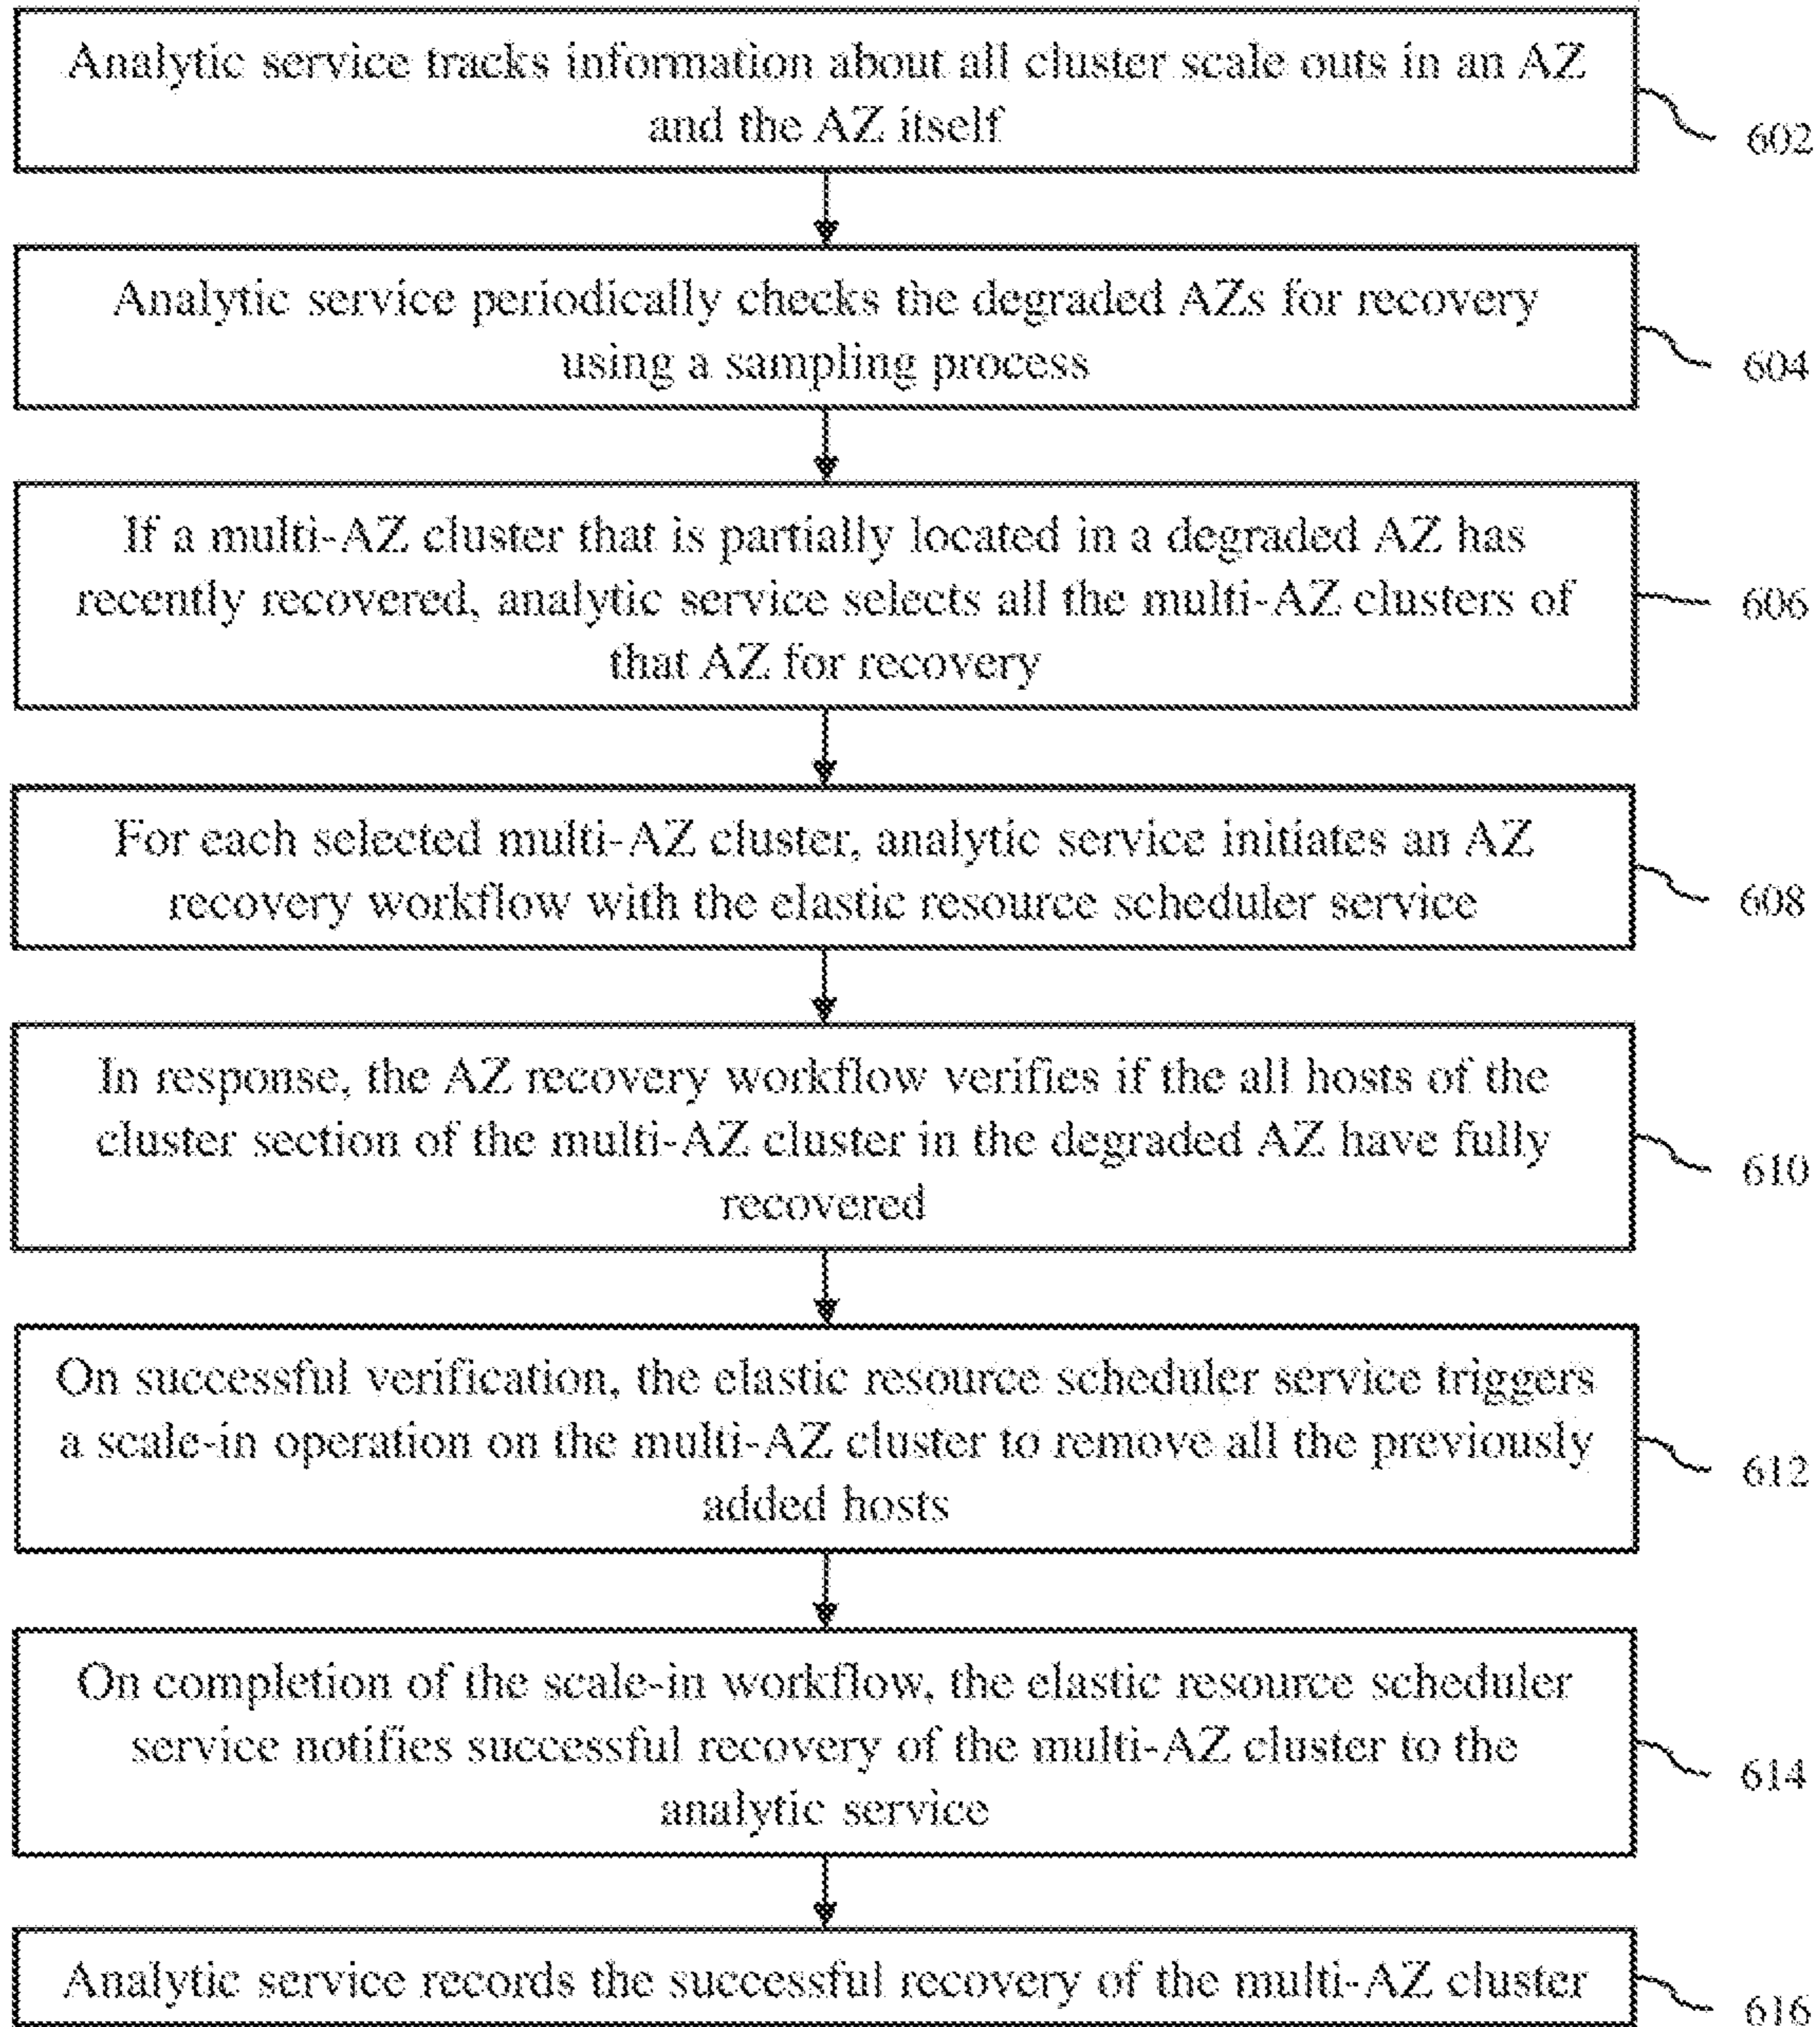 Analytic service tracks information about all cluster scale outs in an AZ
and the AZ itself
602
Analytic service periodically checks the degraded AZs for recovery
using a sampling process
604
If a multi-AZ cluster that is partially located in a degraded AZ has
recently recovered, analytic service selects all the multi-AZ clusters of
that AZ for recovery
606
For each selected multi-AZ cluster, analytic service initiates an AZ
recovery workflow with the elastic resource scheduler service
608
In response, the AZ recovery workflow verifies if the all hosts of the
cluster section of the multi-AZ cluster in the degraded AZ have fully
recovered
610
On successful verification, the elastic resource scheduler service triggers
a scale-in operation on the multi-AZ cluster to remove all the previously
added hosts
612
On completion of the scale-in workflow, the elastic resource scheduler
service notifies successful recovery of the multi-AZ cluster to the
analytic service
614
Analytic service records the successful recovery of the multi-AZ cluster
616